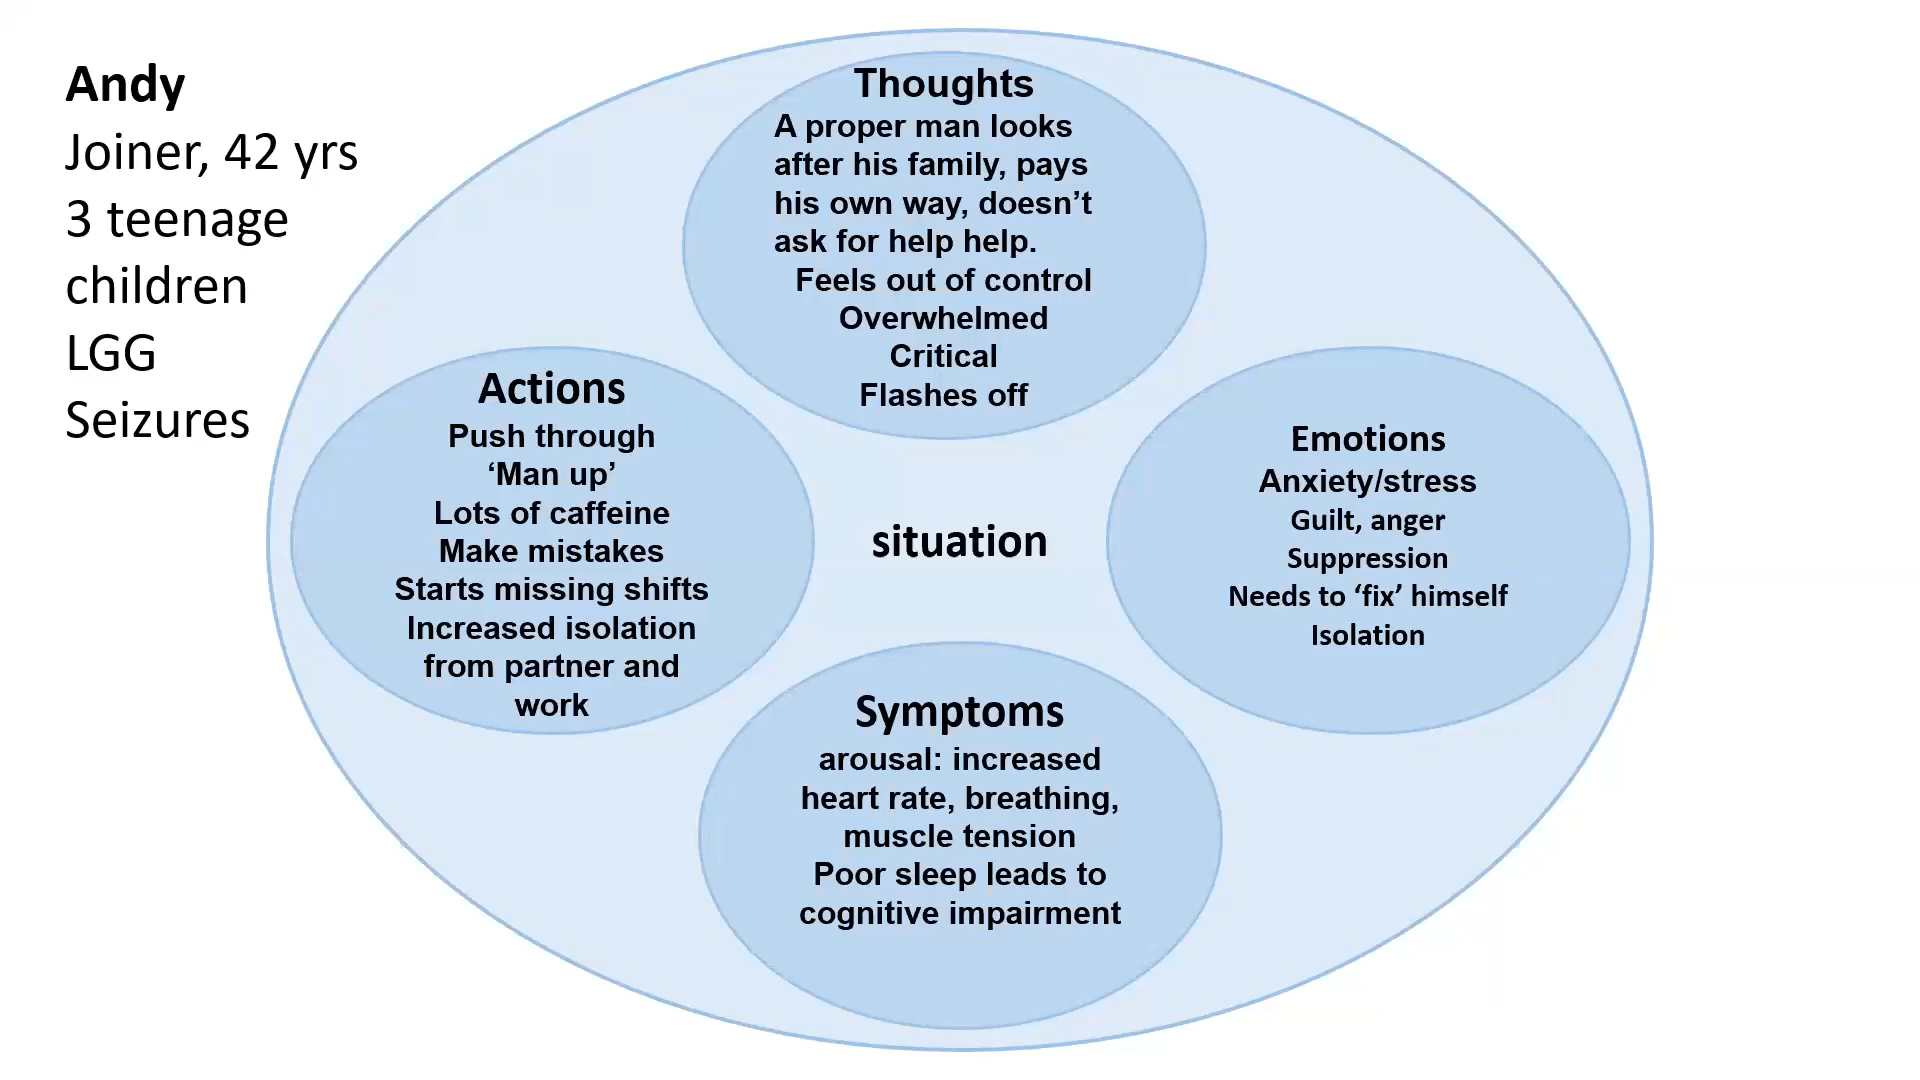 Andy
Joiner, 42 yrs
3 teenage
children
LGG
Seizures
Thoughts
A proper man looks
after his family, pays
his own way, doesn’t
ask for help help.
Feels out of control
Overwhelmed
Critical
Flashes off
Actions
Push through
‘Man up’
Lots of caffeine
Make mistakes
Starts missing shifts
Increased isolation
from partner and
work
situation
Emotions
Anxiety/stress
Guilt, anger
Suppression
Needs to ‘fix’ himself
Isolation
Symptoms
arousal: increased
heart rate, breathing,
muscle tension
Poor sleep leads to
cognitive impairment